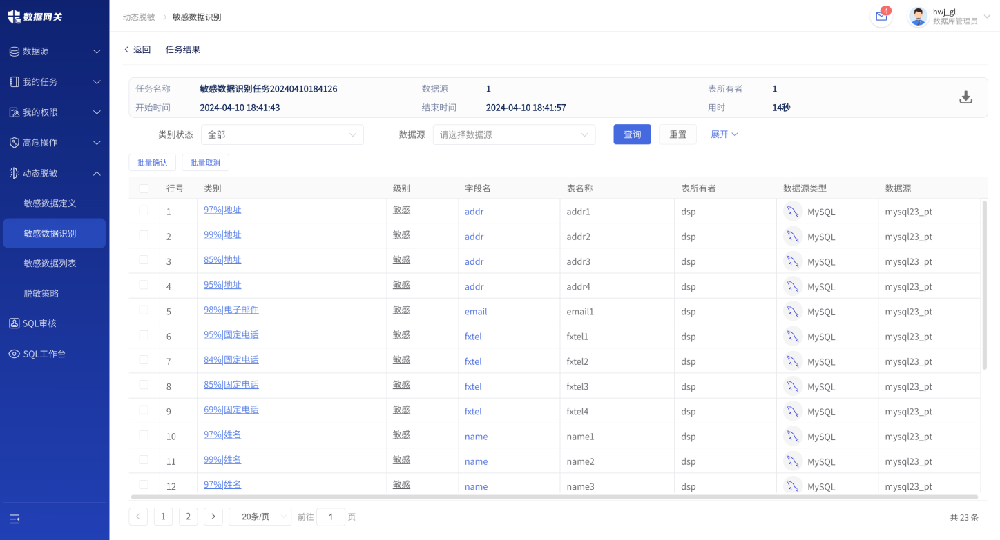 数据网关
数据源
我的任务
我的权限
高危操作
动态脱敏
敏感数据定义
敏感数据识别
敏感数据列表
脱敏策略
SQL审核
SQL工作台
动态脱敏 > 敏感数据识别
4
hwj_gl
数据库管理员
返回 任务结果
任务名称 敏感数据识别任务20240410184126 数据源 1 表所有者 1
开始时间 2024-04-10 18:41:43 结束时间 2024-04-10 18:41:57 用时 14秒
类别状态 全部 数据源 请选择数据源 查询 重置 展开
批量确认 批量取消
行号 类别 级别 字段名 表名称 表所有者 数据源类型 数据源
1 97%|地址 敏感 addr addr1 dsp MySQL mysql23_pt
2 99%|地址 敏感 addr addr2 dsp MySQL mysql23_pt
3 85%|地址 敏感 addr addr3 dsp MySQL mysql23_pt
4 95%|地址 敏感 addr addr4 dsp MySQL mysql23_pt
5 98%|电子邮件 敏感 email email1 dsp MySQL mysql23_pt
6 95%|固定电话 敏感 fxtel fxtel1 dsp MySQL mysql23_pt
7 84%|固定电话 敏感 fxtel fxtel2 dsp MySQL mysql23_pt
8 85%|固定电话 敏感 fxtel fxtel3 dsp MySQL mysql23_pt
9 69%|固定电话 敏感 fxtel fxtel4 dsp MySQL mysql23_pt
10 97%|姓名 敏感 name name1 dsp MySQL mysql23_pt
11 99%|姓名 敏感 name name2 dsp MySQL mysql23_pt
12 97%|姓名 敏感 name name3 dsp MySQL mysql23_pt
1 2 20条/页 前往 1 页 共 23 条